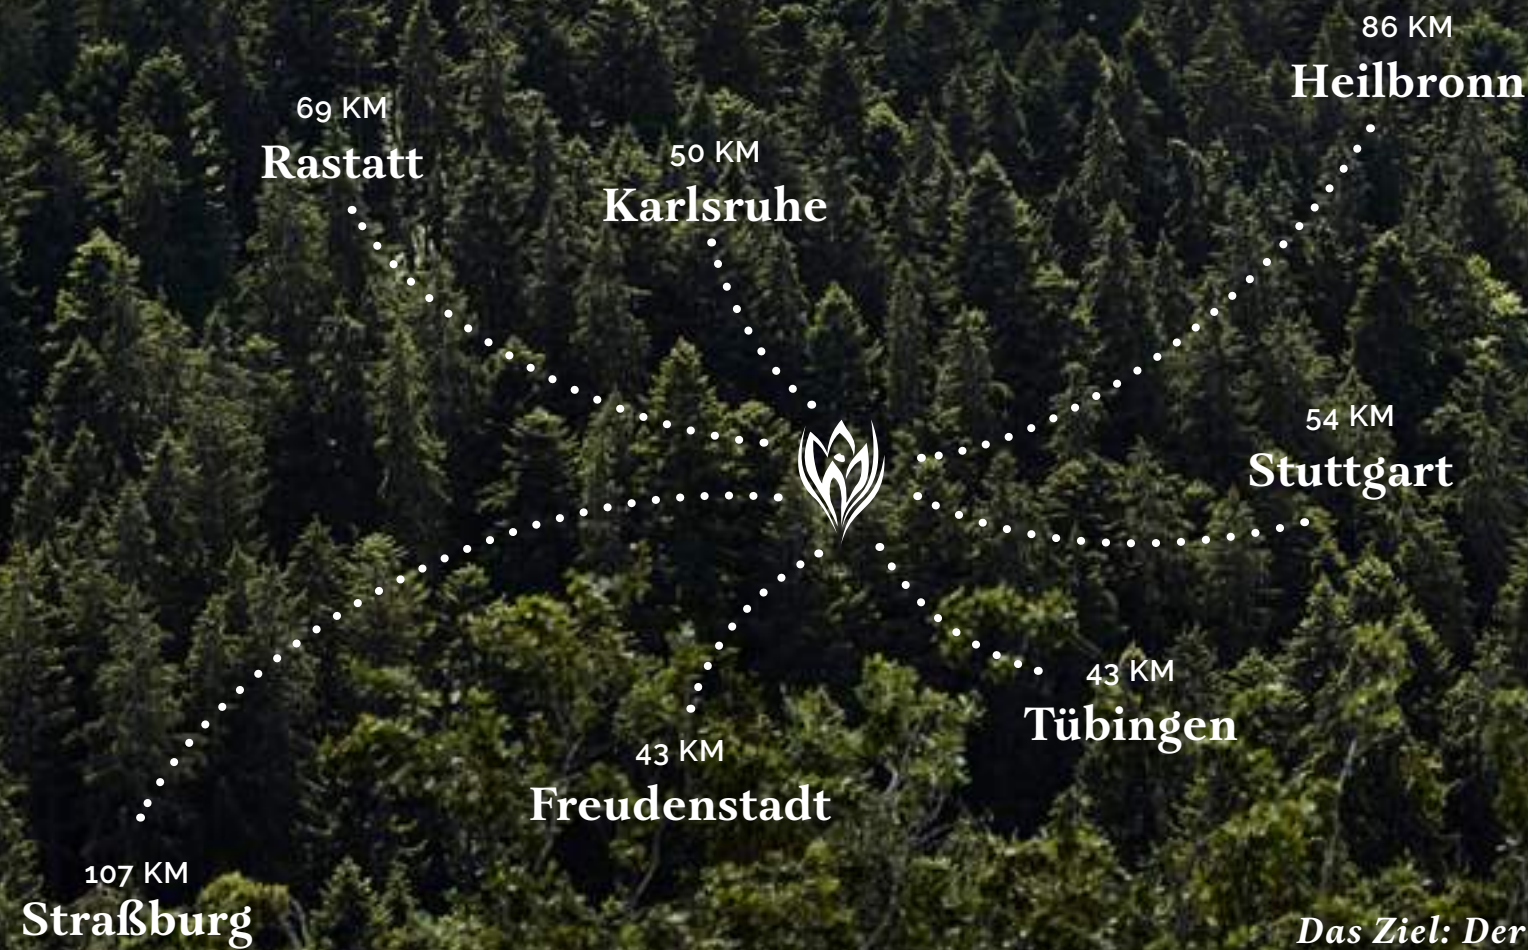 86 KM
Heilbronn
69 KM
Rastatt
50 KM
Karlsruhe
54 KM
Stuttgart
43 KM
Tübingen
43 KM
Freudenstadt
107 KM
Straßburg
Das Ziel: Der